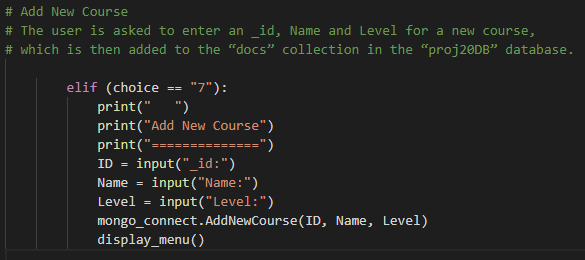 # Add New Course
# The user is asked to enter an _id, Name and Level for a new course,
# which is then added to the “docs” collection in the “proj20DB” database.
elif (choice == "7"):
print("   ")
print("Add New Course")
print("==============")
ID = input("_id:")
Name = input("Name:")
Level = input("Level:")
mongo_connect.AddNewCourse(ID, Name, Level)
display_menu()